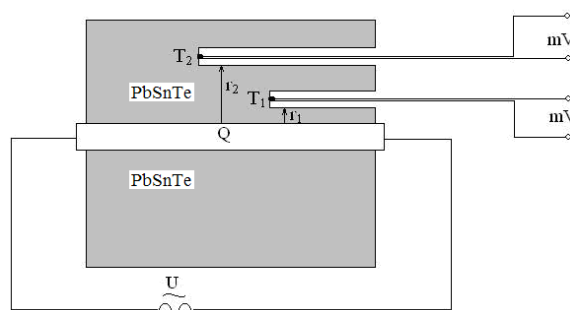 mV
T₂
r₂
PbSnTe
T₁
mV
r₁
Q
PbSnTe
U
~